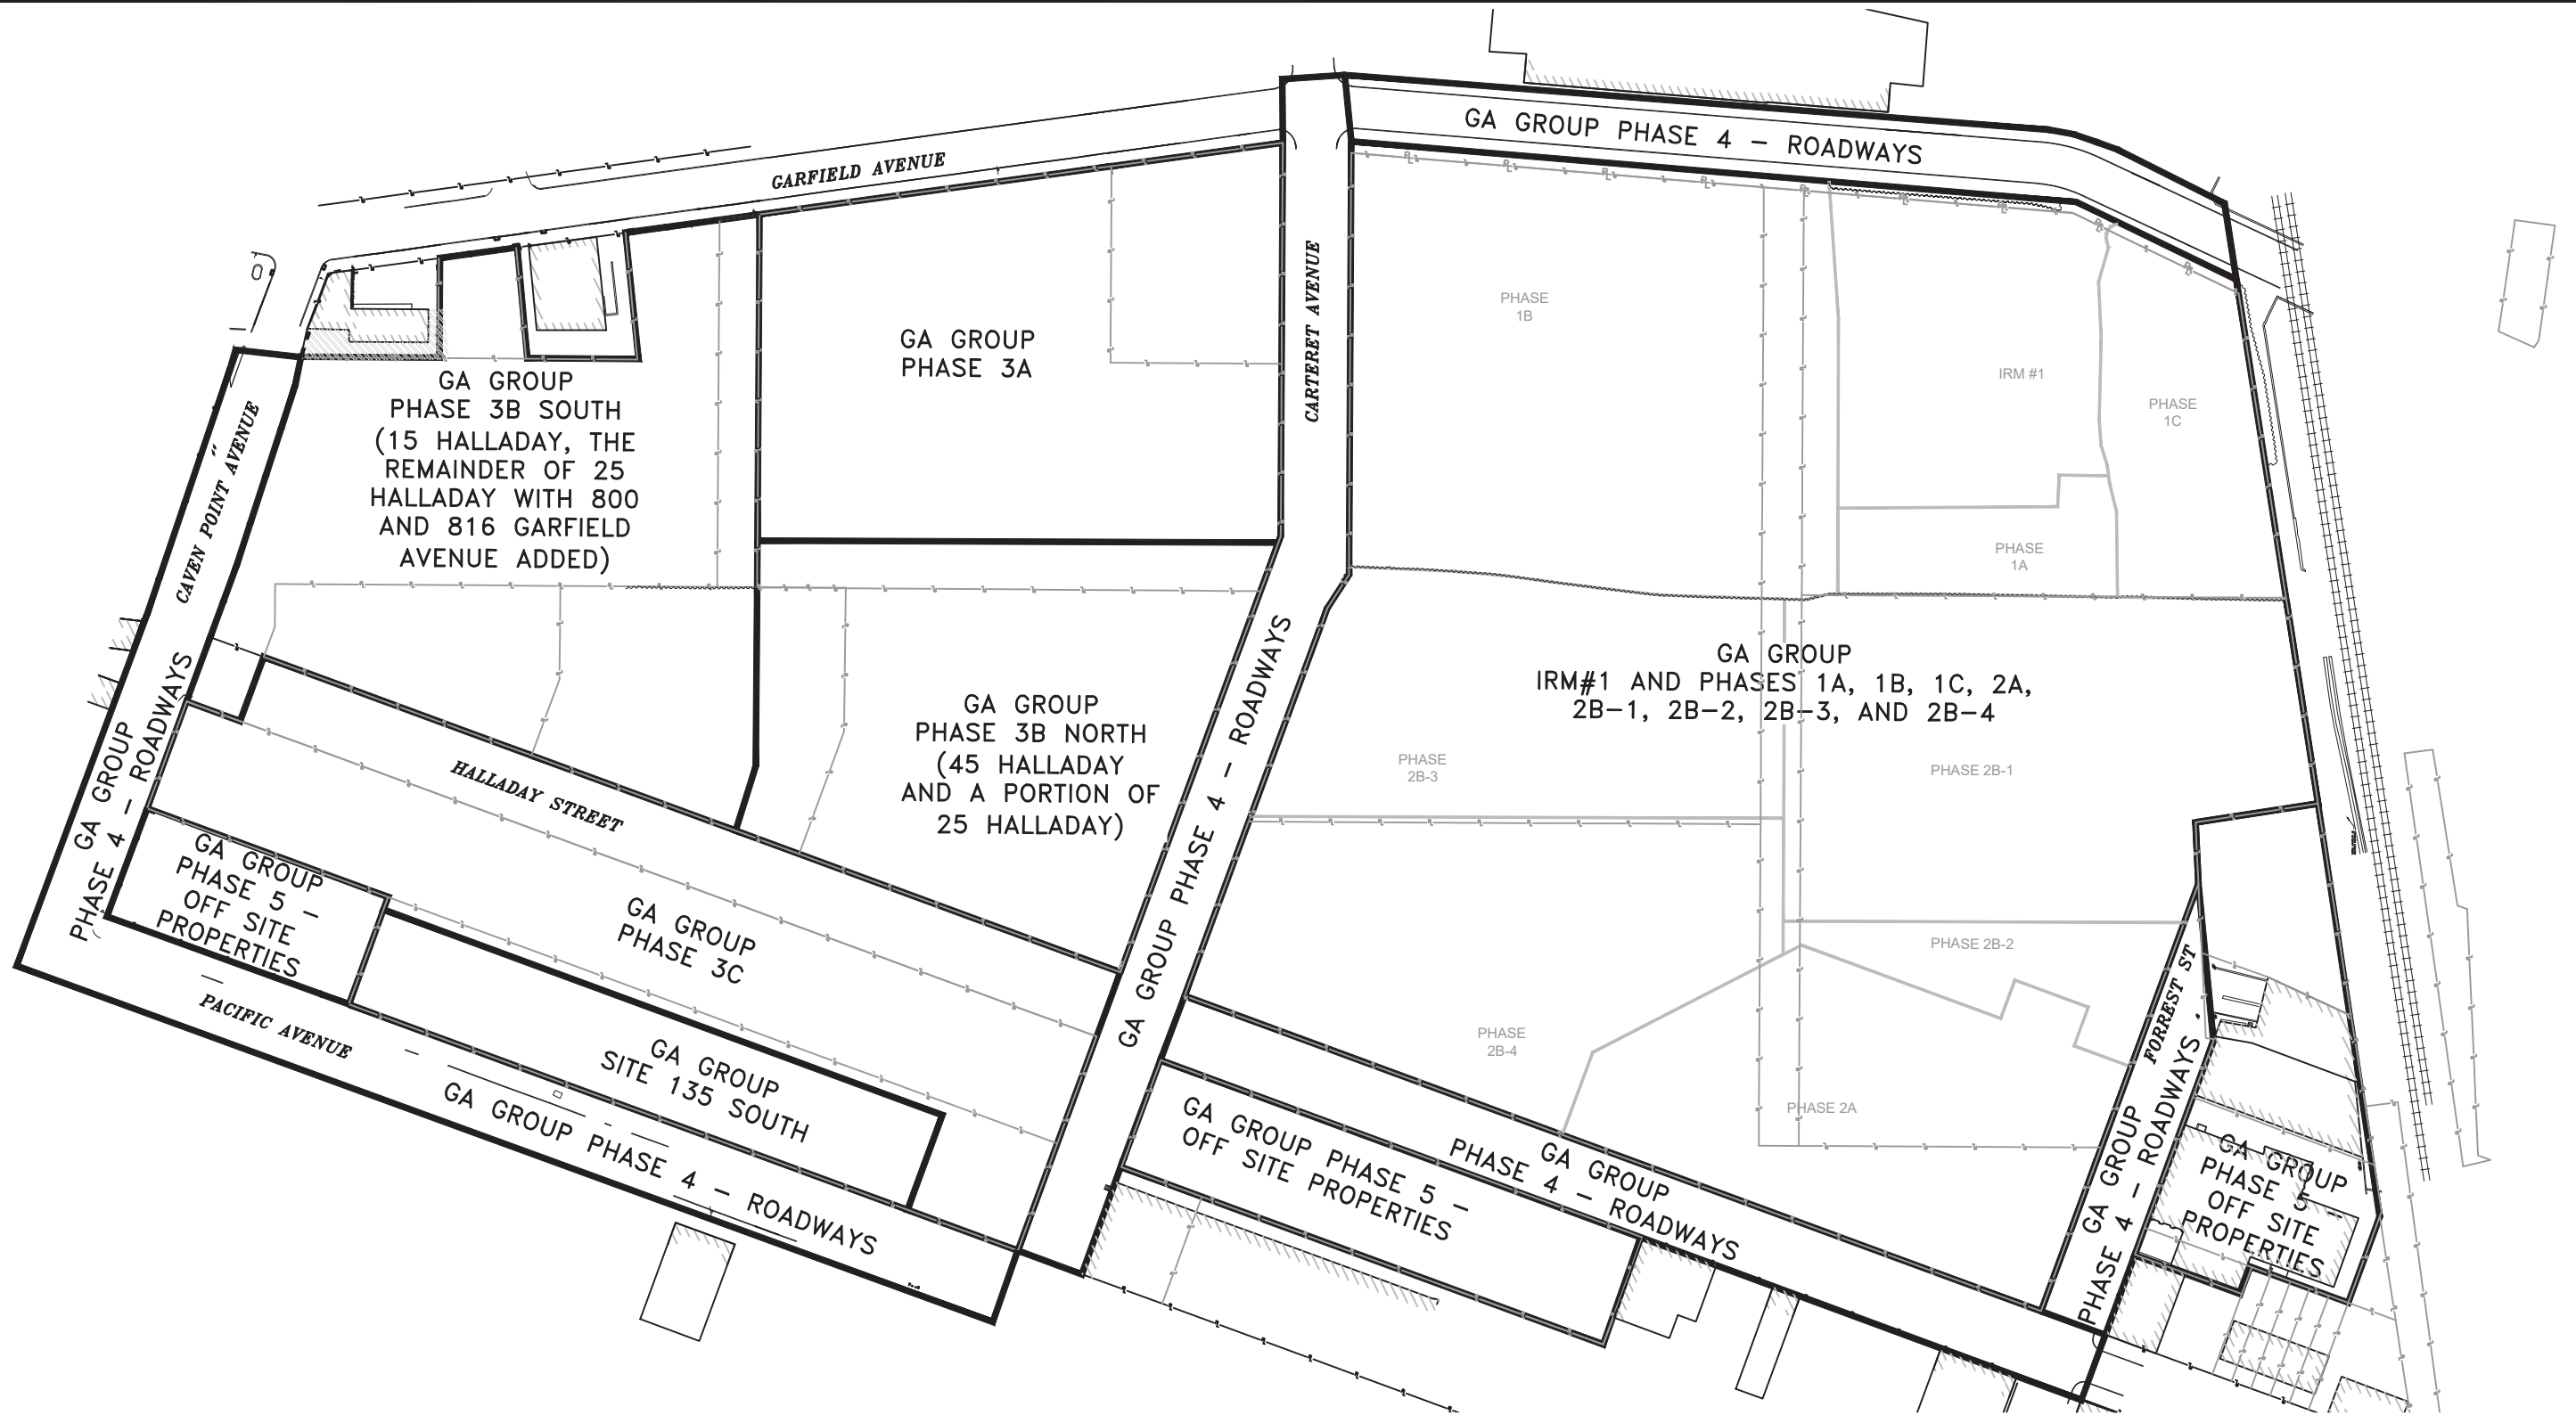 GA GROUP PHASE 4 - ROADWAYS
GARFIELD AVENUE
CARTERET AVENUE
GA GROUP
PHASE 3A
PHASE
1B
IRM #1
PHASE
1C
PHASE
1A
GA GROUP
PHASE 3B SOUTH
(15 HALLADAY, THE
REMAINDER OF 25
HALLADAY WITH 800
AND 816 GARFIELD
AVENUE ADDED)
CAVEN POINT AVENUE
GA GROUP
PHASE 4 - ROADWAYS
GA GROUP
PHASE 3B NORTH
(45 HALLADAY
AND A PORTION OF
25 HALLADAY)
GA GROUP PHASE 4 - ROADWAYS
GA GROUP
IRM#1 AND PHASES 1A, 1B, 1C, 2A,
2B-1, 2B-2, 2B-3, AND 2B-4
PHASE
2B-3
PHASE 2B-1
HALLADAY STREET
GA GROUP
PHASE 5 -
OFF SITE
PROPERTIES
GA GROUP
PHASE 3C
PHASE 2B-2
FORREST ST
PACIFIC AVENUE
GA GROUP
SITE 135 SOUTH
GA GROUP PHASE 4 - ROADWAYS
PHASE
2B-4
PHASE 2A
GA GROUP PHASE 5 -
OFF SITE PROPERTIES
GA GROUP
PHASE 4 - ROADWAYS
GA GROUP
PHASE 4 - ROADWAYS
GA GROUP
PHASE 5 -
OFF SITE
PROPERTIES